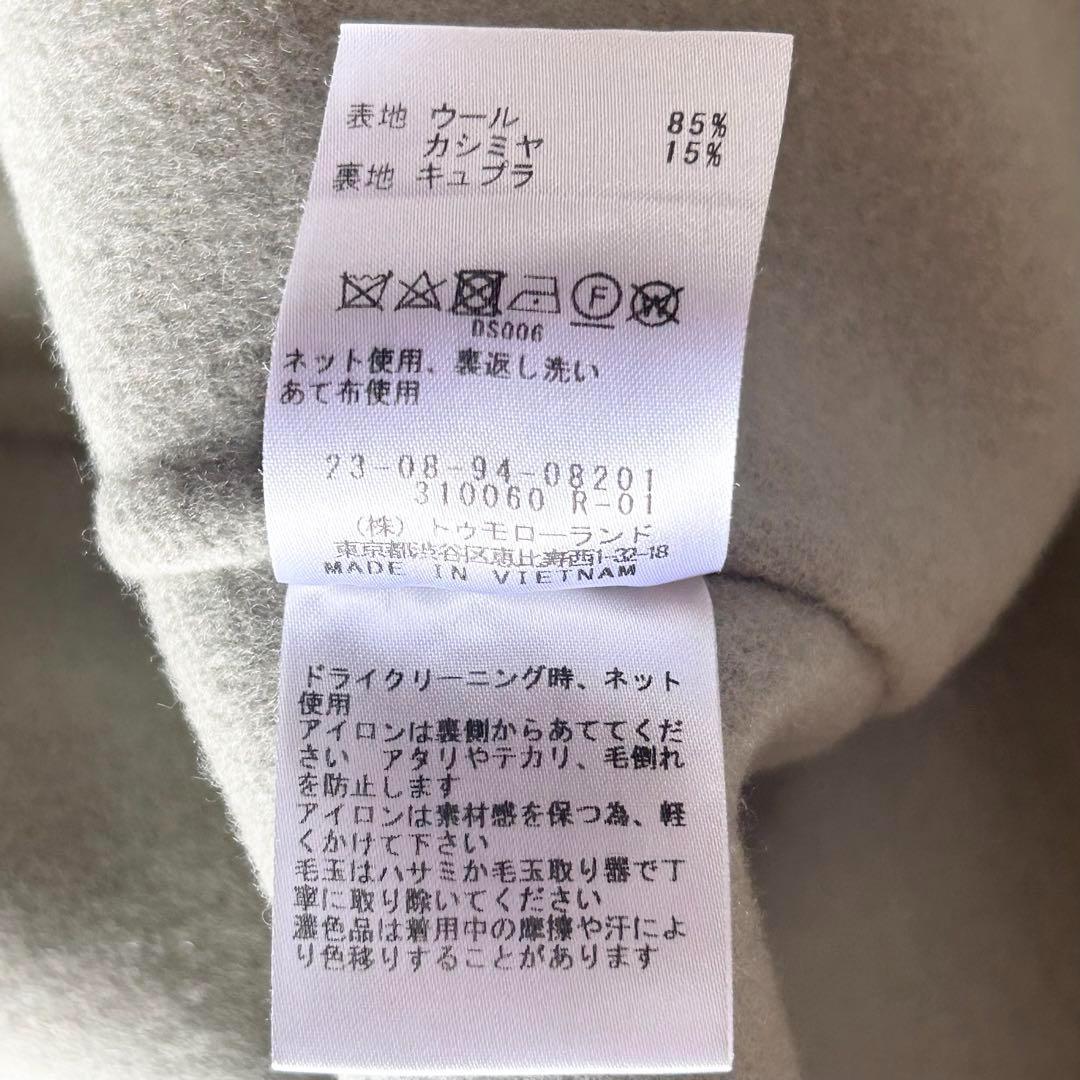 表地 ウール 85%
カシミヤ 15%
裏地 キュプラ
F W
DS006
ネット使用、裏返し洗い
あて布使用
23-08-94-08201
310060 R-01
(株) トゥモローランド
東京都渋谷区恵比寿西1-32-18
MADE IN VIETNAM
ドライクリーニング時、ネット
使用
アイロンは裏側からあててくだ
さい アタリやテカリ、毛倒れ
を防止します
アイロンは素材感を保つ為、軽
くかけて下さい
毛玉はハサミか毛玉取り器で丁
寧に取り除いてください
濃色品は着用中の摩擦や汗によ
り色移りすることがあります